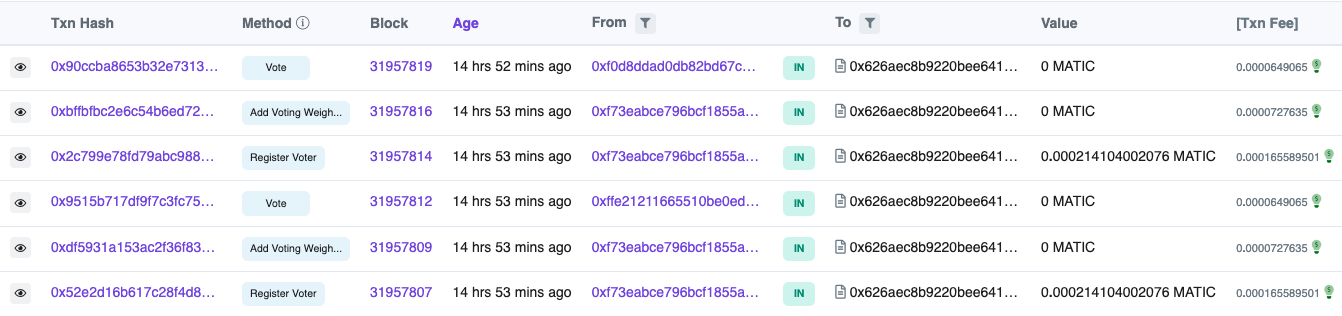 Txn Hash Method Block Age From To Value [Txn Fee]
0x90ccba8653b32e7313... Vote 31957819 14 hrs 52 mins ago 0xf0d8ddad0db82bd67c... IN 0x626aec8b9220bee641... 0 MATIC 0.0000649065
0xbffbfbc2e6c54b6ed72... Add Voting Weigh... 31957816 14 hrs 53 mins ago 0xf73eabce796bcf1855a... IN 0x626aec8b9220bee641... 0 MATIC 0.0000727635
0x2c799e78fd79abc988... Register Voter 31957814 14 hrs 53 mins ago 0xf73eabce796bcf1855a... IN 0x626aec8b9220bee641... 0.000214104002076 MATIC 0.000165589501
0x9515b717df9f7c3fc75... Vote 31957812 14 hrs 53 mins ago 0xffe21211665510be0ed... IN 0x626aec8b9220bee641... 0 MATIC 0.0000649065
0xdf5931a153ac2f36f83... Add Voting Weigh... 31957809 14 hrs 53 mins ago 0xf73eabce796bcf1855a... IN 0x626aec8b9220bee641... 0 MATIC 0.0000727635
0x52e2d16b617c28f4d8... Register Voter 31957807 14 hrs 53 mins ago 0xf73eabce796bcf1855a... IN 0x626aec8b9220bee641... 0.000214104002076 MATIC 0.000165589501